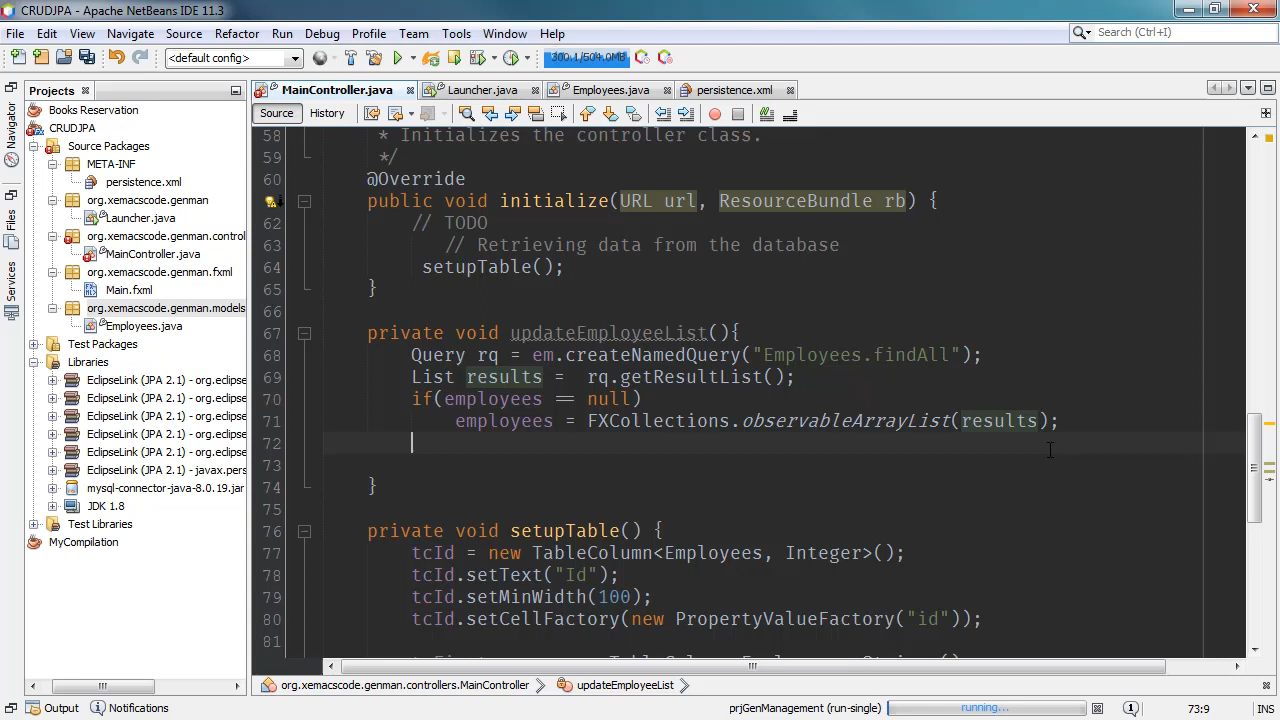 CRUDJPA - Apache NetBeans IDE 11.3
File Edit View Navigate Source Refactor Run Debug Profile Team Tools Window Help
Search (Ctrl+I)
<default config>
300.1/504.0MB
Projects
MainController.java Launcher.java Employees.java persistence.xml
Source History
Navigator
Files
Services
Books Reservation
CRUDJPA
Source Packages
META-INF
persistence.xml
org.xemacscode.genman
Launcher.java
org.xemacscode.genman.control
MainController.java
org.xemacscode.genman.fxml
Main.fxml
org.xemacscode.genman.models
Employees.java
Test Packages
Libraries
EclipseLink (JPA 2.1) - org.eclipse
EclipseLink (JPA 2.1) - org.eclipse
EclipseLink (JPA 2.1) - org.eclipse
EclipseLink (JPA 2.1) - org.eclipse
EclipseLink (JPA 2.1) - org.eclipse
EclipseLink (JPA 2.1) - javax.pers
mysql-connector-java-8.0.19.jar
JDK 1.8
Test Libraries
MyCompilation
58 * Initializes the controller class.
59 */
60 @Override
public void initialize(URL url, ResourceBundle rb) {
62 // TODO
63 // Retrieving data from the database
64 setupTable();
65 }
66
67 private void updateEmployeeList(){
68 Query rq = em.createNamedQuery("Employees.findAll");
69 List results = rq.getResultList();
70 if(employees == null)
71 employees = FXCollections.observableArrayList(results);
72
73
74 }
75
76 private void setupTable() {
77 tcId = new TableColumn<Employees, Integer>();
78 tcId.setText("Id");
79 tcId.setMinWidth(100);
80 tcId.setCellFactory(new PropertyValueFactory("id"));
81
org.xemacscode.genman.controllers.MainController updateEmployeeList
Output Notifications
prjGenManagement (run-single) running... 1 73:9 INS